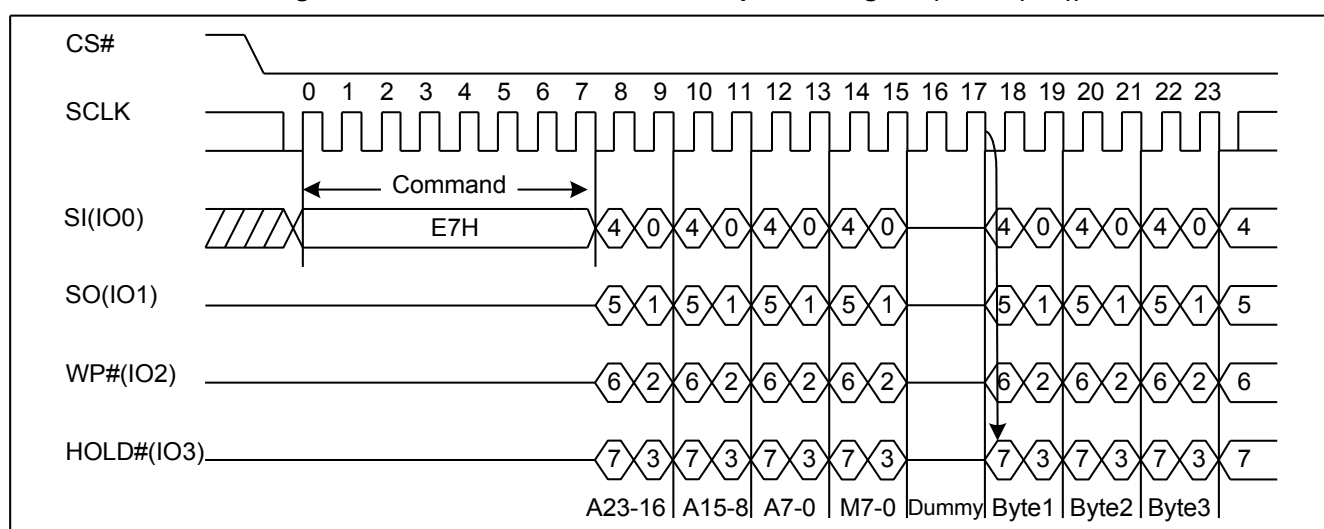 CS#
SCLK
0 1 2 3 4 5 6 7 8 9 10 11 12 13 14 15 16 17 18 19 20 21 22 23
Command
SI(IO0)
E7H
4 0 4 0 4 0 4 0 4 0 4 0 4 0 4
SO(IO1)
5 1 5 1 5 1 5 1 5 1 5 1 5 1 5
WP#(IO2)
6 2 6 2 6 2 6 2 6 2 6 2 6 2 6
HOLD#(IO3)
7 3 7 3 7 3 7 3 7 3 7 3 7 3 7
A23-16 A15-8 A7-0 M7-0 Dummy Byte1 Byte2 Byte3